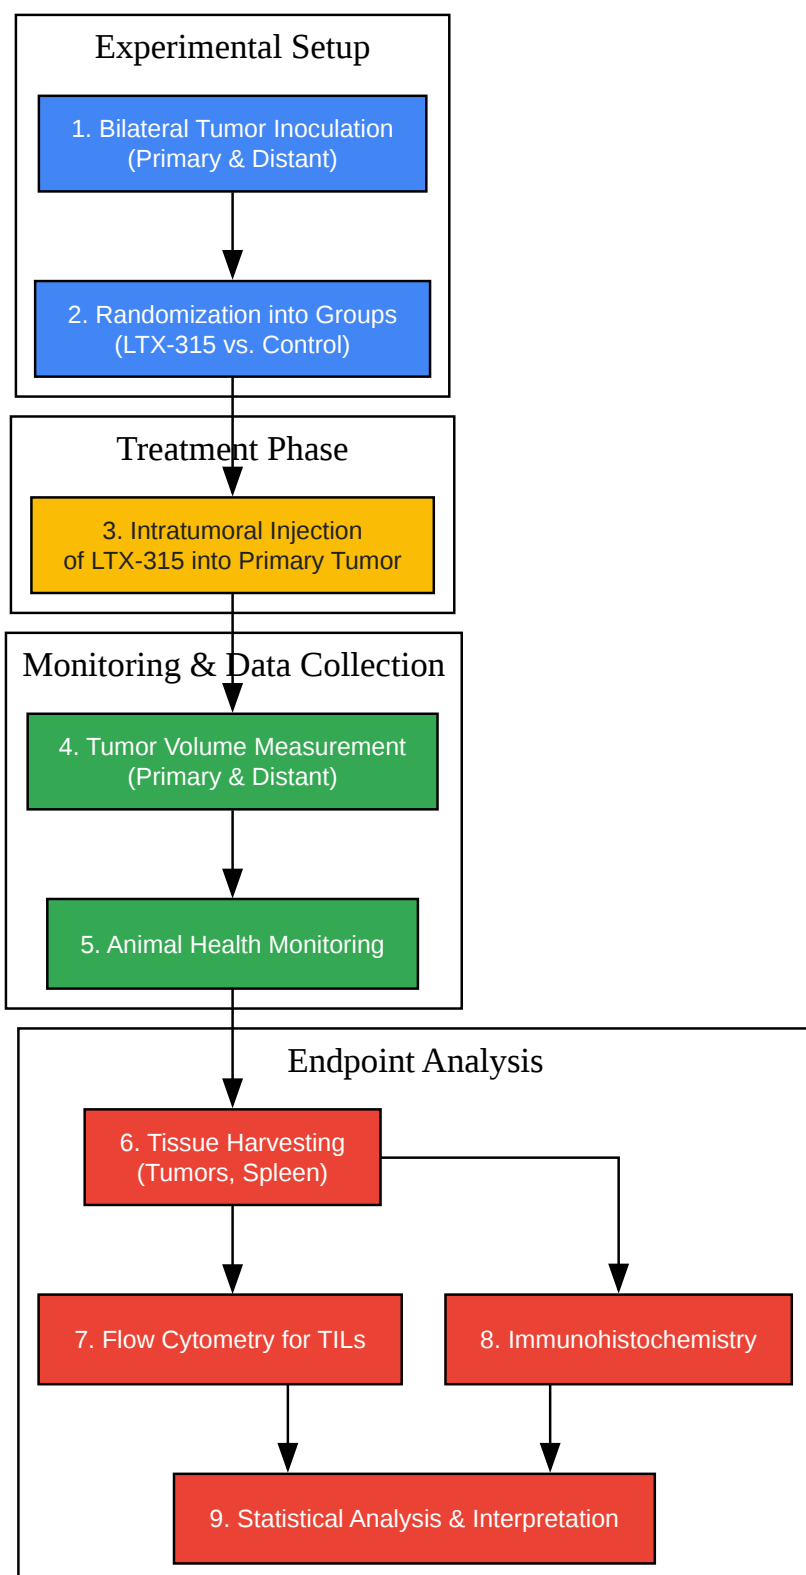 Experimental Setup
1. Bilateral Tumor Inoculation
(Primary & Distant)
2. Randomization into Groups
(LTX-315 vs. Control)
Treatment Phase
3. Intratumoral Injection
of LTX-315 into Primary Tumor
Monitoring & Data Collection
4. Tumor Volume Measurement
(Primary & Distant)
5. Animal Health Monitoring
Endpoint Analysis
6. Tissue Harvesting
(Tumors, Spleen)
7. Flow Cytometry for TILs
8. Immunohistochemistry
9. Statistical Analysis & Interpretation